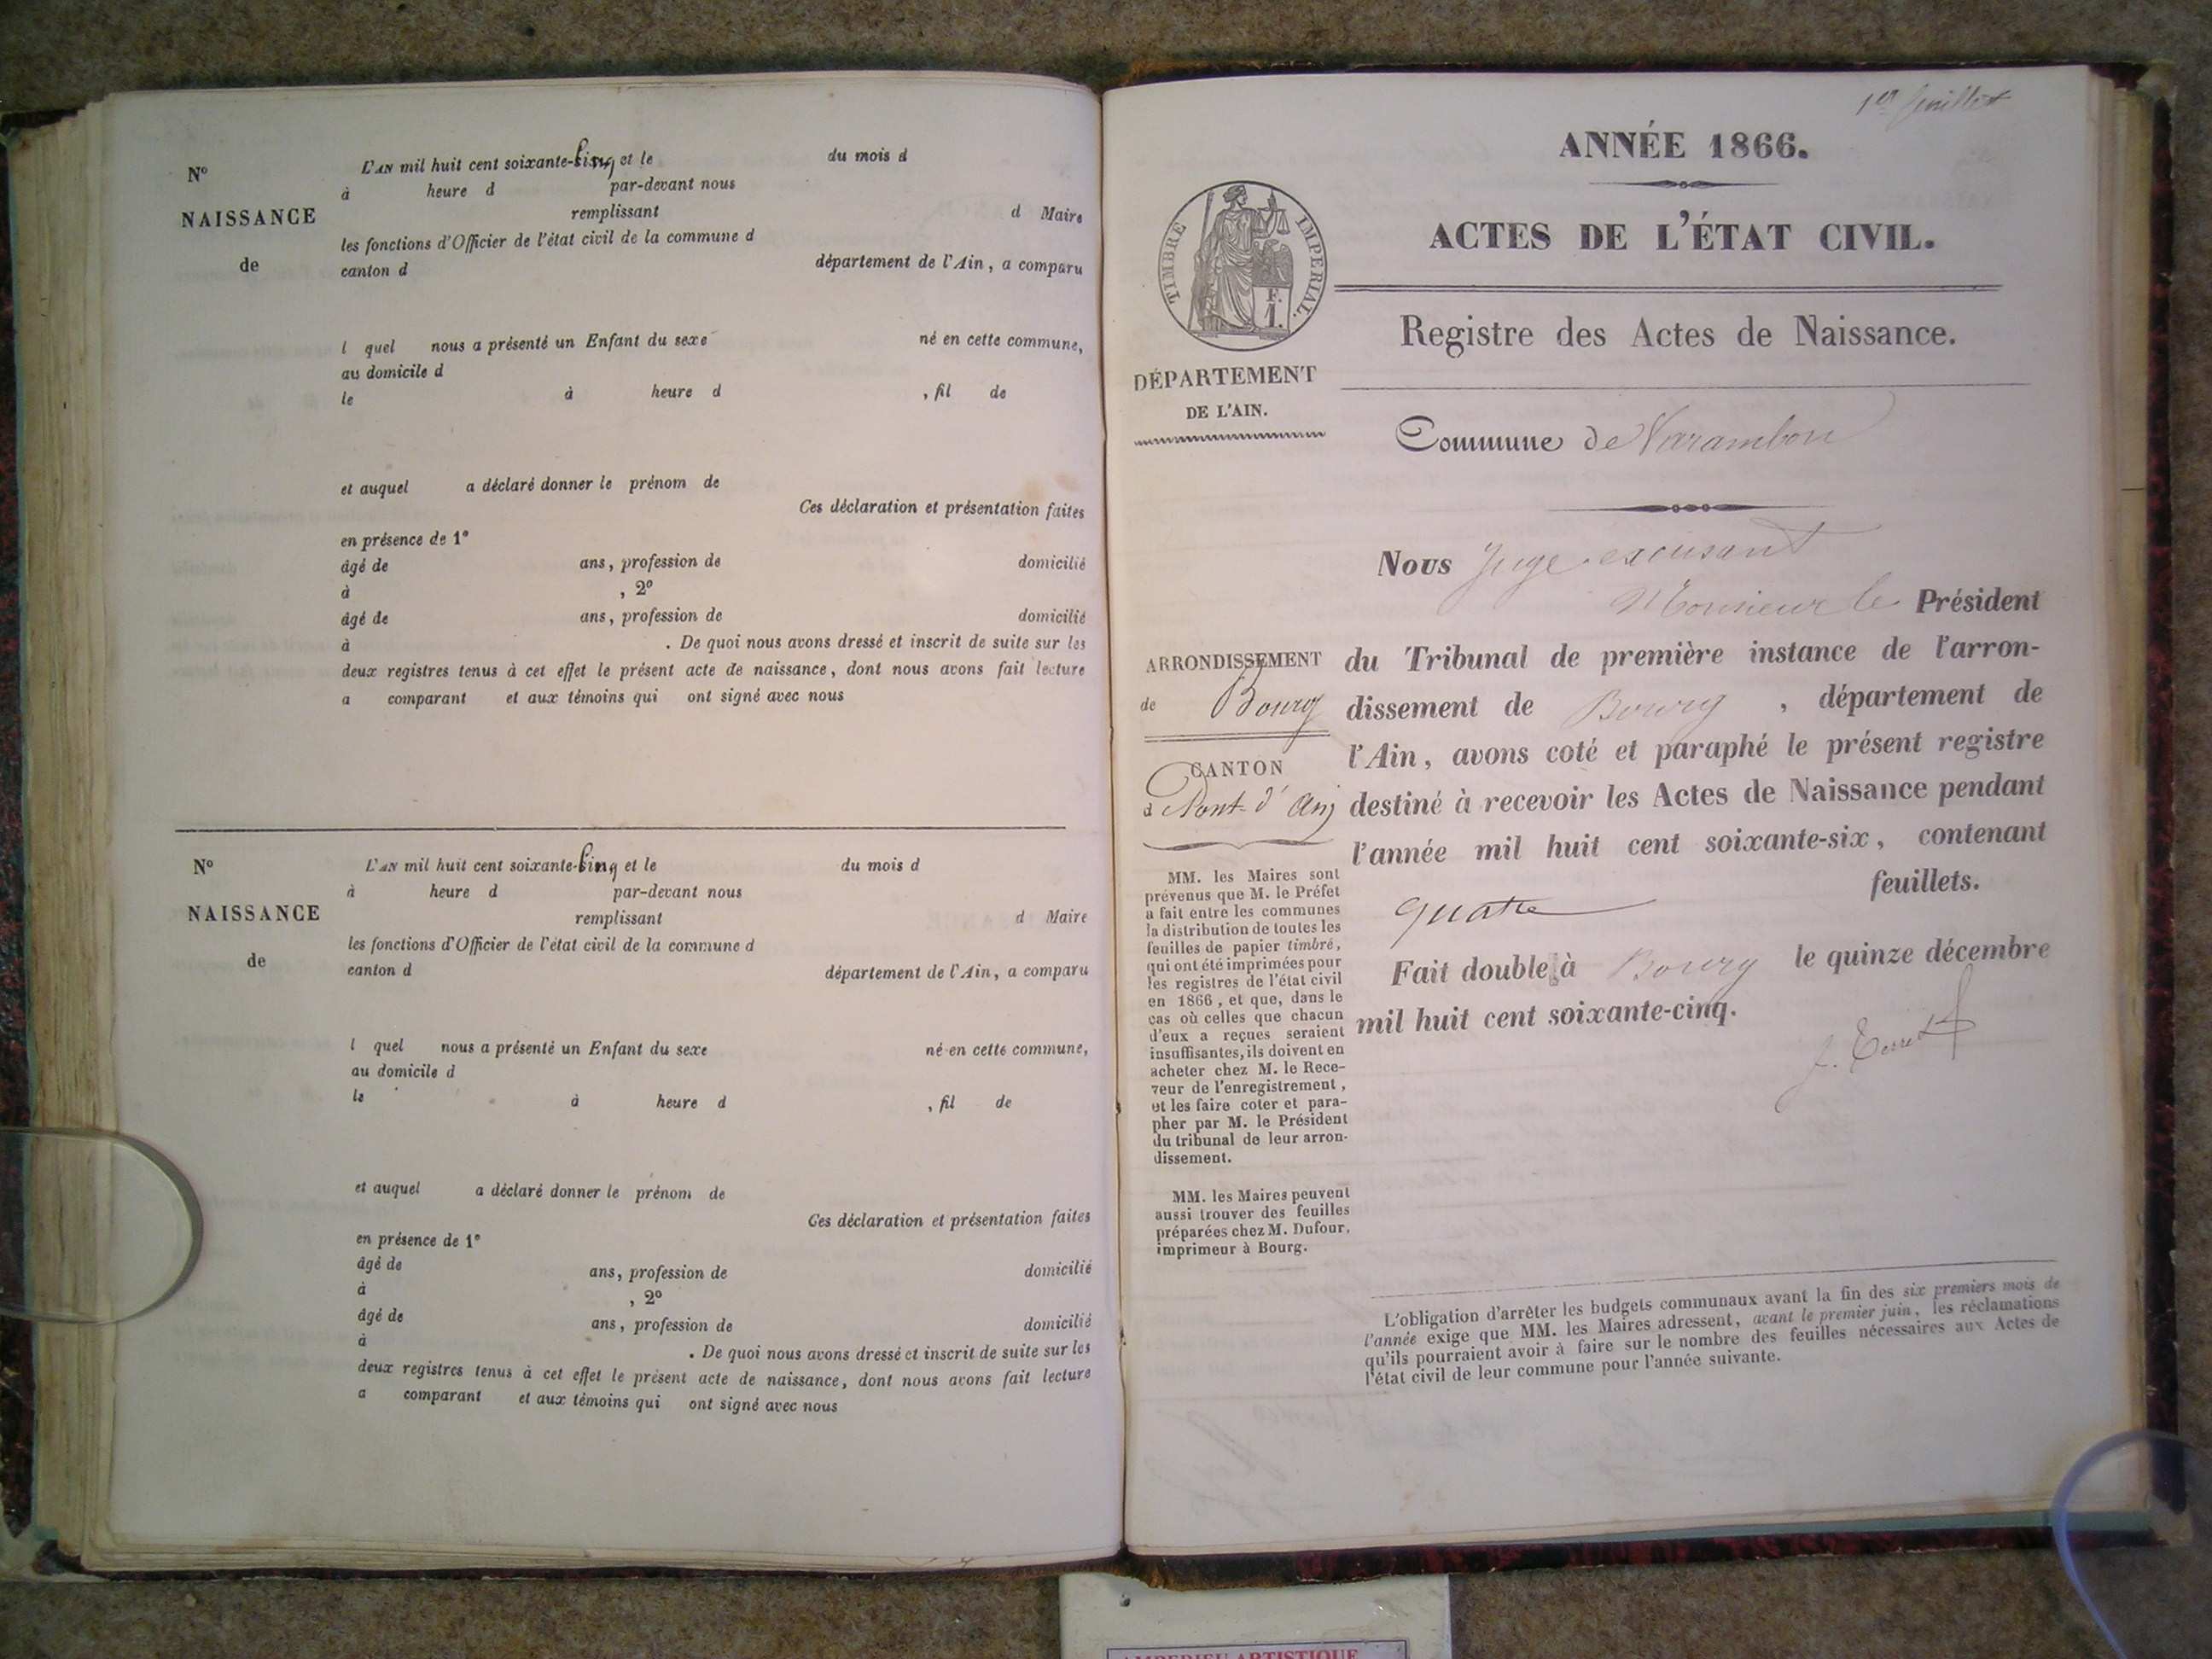 N°
NAISSANCE
de
L'AN mil huit cent soixante-Cinq et le du mois d
à heure d par-devant nous
remplissant d Maire
les fonctions d'Officier de l'état civil de la commune d
canton d département de l'Ain, a comparu
l quel nous a présenté un Enfant du sexe né en cette commune,
au domicile d
le à heure d , fil de
et auquel a déclaré donner le prénom de
Ces déclaration et présentation faites
en présence de 1°
âgé de ans, profession de domicilié
à , 2°
âgé de ans, profession de domicilié
à . De quoi nous avons dressé et inscrit de suite sur les
deux registres tenus à cet effet le présent acte de naissance, dont nous avons fait lecture
a comparant et aux témoins qui ont signé avec nous
N°
NAISSANCE
de
L'AN mil huit cent soixante-Cinq et le du mois d
à heure d par-devant nous
remplissant d Maire
les fonctions d'Officier de l'état civil de la commune d
canton d département de l'Ain, a comparu
l quel nous a présenté un Enfant du sexe né en cette commune,
au domicile d
le à heure d , fil de
et auquel a déclaré donner le prénom de
Ces déclaration et présentation faites
en présence de 1°
âgé de ans, profession de domicilié
à , 2°
âgé de ans, profession de domicilié
à . De quoi nous avons dressé et inscrit de suite sur les
deux registres tenus à cet effet le présent acte de naissance, dont nous avons fait lecture
a comparant et aux témoins qui ont signé avec nous
1er feuillet
ANNÉE 1866.
ACTES DE L'ÉTAT CIVIL.
Registre des Actes de Naissance.
TIMBRE IMPERIAL.
F.
1.
DÉPARTEMENT
DE L'AIN.
Commune de Varambon
Nous Juge excusant
Monsieur le Président
du Tribunal de première instance de l'arron-
dissement de Bourg , département de
l'Ain, avons coté et paraphé le présent registre
destiné à recevoir les Actes de Naissance pendant
l'année mil huit cent soixante-six, contenant
feuillets.
quatre
Fait double à Bourg le quinze décembre
mil huit cent soixante-cinq.
ARRONDISSEMENT
de Bourg
CANTON
d Pont-d'Ain
MM. les Maires sont
prévenus que M. le Préfet
a fait entre les communes
la distribution de toutes les
feuilles de papier timbré,
qui ont été imprimées pour
les registres de l'état civil
en 1866, et que, dans le
cas où celles que chacun
d'eux a reçues seraient
insuffisantes, ils doivent en
acheter chez M. le Rece-
veur de l'enregistrement,
et les faire coter et para-
pher par M. le Président
du tribunal de leur arron-
dissement.
MM. les Maires peuvent
aussi trouver des feuilles
préparées chez M. Dufour,
imprimeur à Bourg.
L'obligation d'arrêter les budgets communaux avant la fin des six premiers mois de
l'année exige que MM. les Maires adressent, avant le premier juin, les réclamations
qu'ils pourraient avoir à faire sur le nombre des feuilles nécessaires aux Actes de
l'état civil de leur commune pour l'année suivante.
AMBERIEU ARTISTIQUE